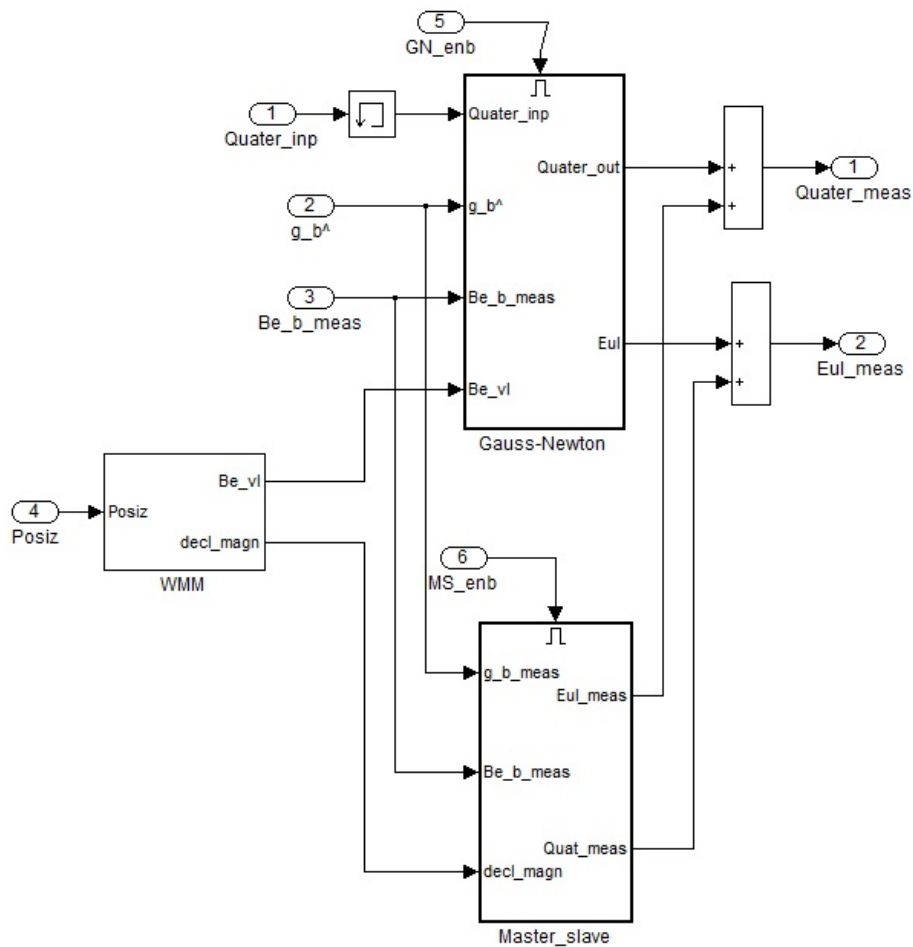 5
GN_enb
1
Quater_inp
Quater_inp
Quater_out
+
+
1
Quater_meas
2
g_b^
g_b^
3
Be_b_meas
Be_b_meas
Eul
+
+
2
Eul_meas
Be_vl
Gauss-Newton
4
Posiz
Posiz
Be_vl
decl_magn
WMM
6
MS_enb
g_b_meas
Eul_meas
Be_b_meas
Quat_meas
decl_magn
Master_slave